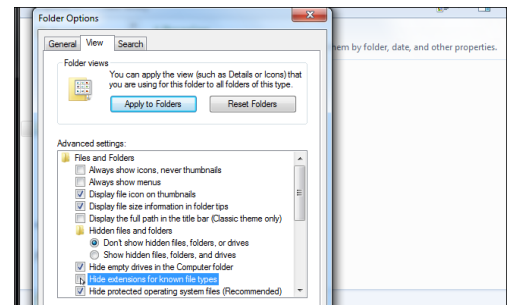 Folder Options
General View Search
hem by folder, date, and other properties.
Folder views
You can apply the view (such as Details or Icons) that
you are using for this folder to all folders of this type.
Apply to Folders Reset Folders
Advanced settings:
Files and Folders
Always show icons, never thumbnails
Always show menus
Display file icon on thumbnails
Display file size information in folder tips
Display the full path in the title bar (Classic theme only)
Hidden files and folders
Don't show hidden files, folders, or drives
Show hidden files, folders, and drives
Hide empty drives in the Computer folder
Hide extensions for known file types
Hide protected operating system files (Recommended)